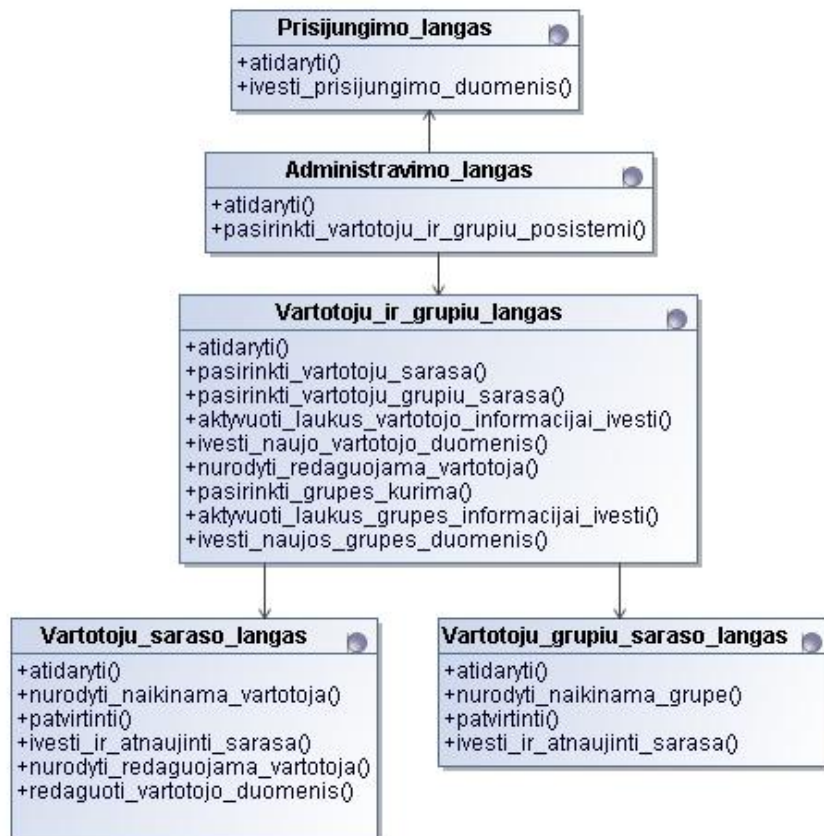 Prisijungimo_langas
+atidaryti()
+ivesti_prisijungimo_duomenis()
Administravimo_langas
+atidaryti()
+pasirinkti_vartotoju_ir_grupiu_posistemi()
Vartotoju_ir_grupiu_langas
+atidaryti()
+pasirinkti_vartotoju_sarasa()
+pasirinkti_vartotoju_grupiu_sarasa()
+aktyvuoti_laukus_vartotojo_informacijai_ivesti()
+ivesti_naujo_vartotojo_duomenis()
+nurodyti_redaguojama_vartotoja()
+pasirinkti_grupes_kurima()
+aktyvuoti_laukus_grupes_informacijai_ivesti()
+ivesti_naujos_grupes_duomenis()
Vartotoju_saraso_langas
+atidaryti()
+nurodyti_naikinama_vartotoja()
+patvirtinti()
+ivesti_ir_atnaujinti_sarasa()
+nurodyti_redaguojama_vartotoja()
+redaguoti_vartotojo_duomenis()
Vartotoju_grupiu_saraso_langas
+atidaryti()
+nurodyti_naikinama_grupe()
+patvirtinti()
+ivesti_ir_atnaujinti_sarasa()